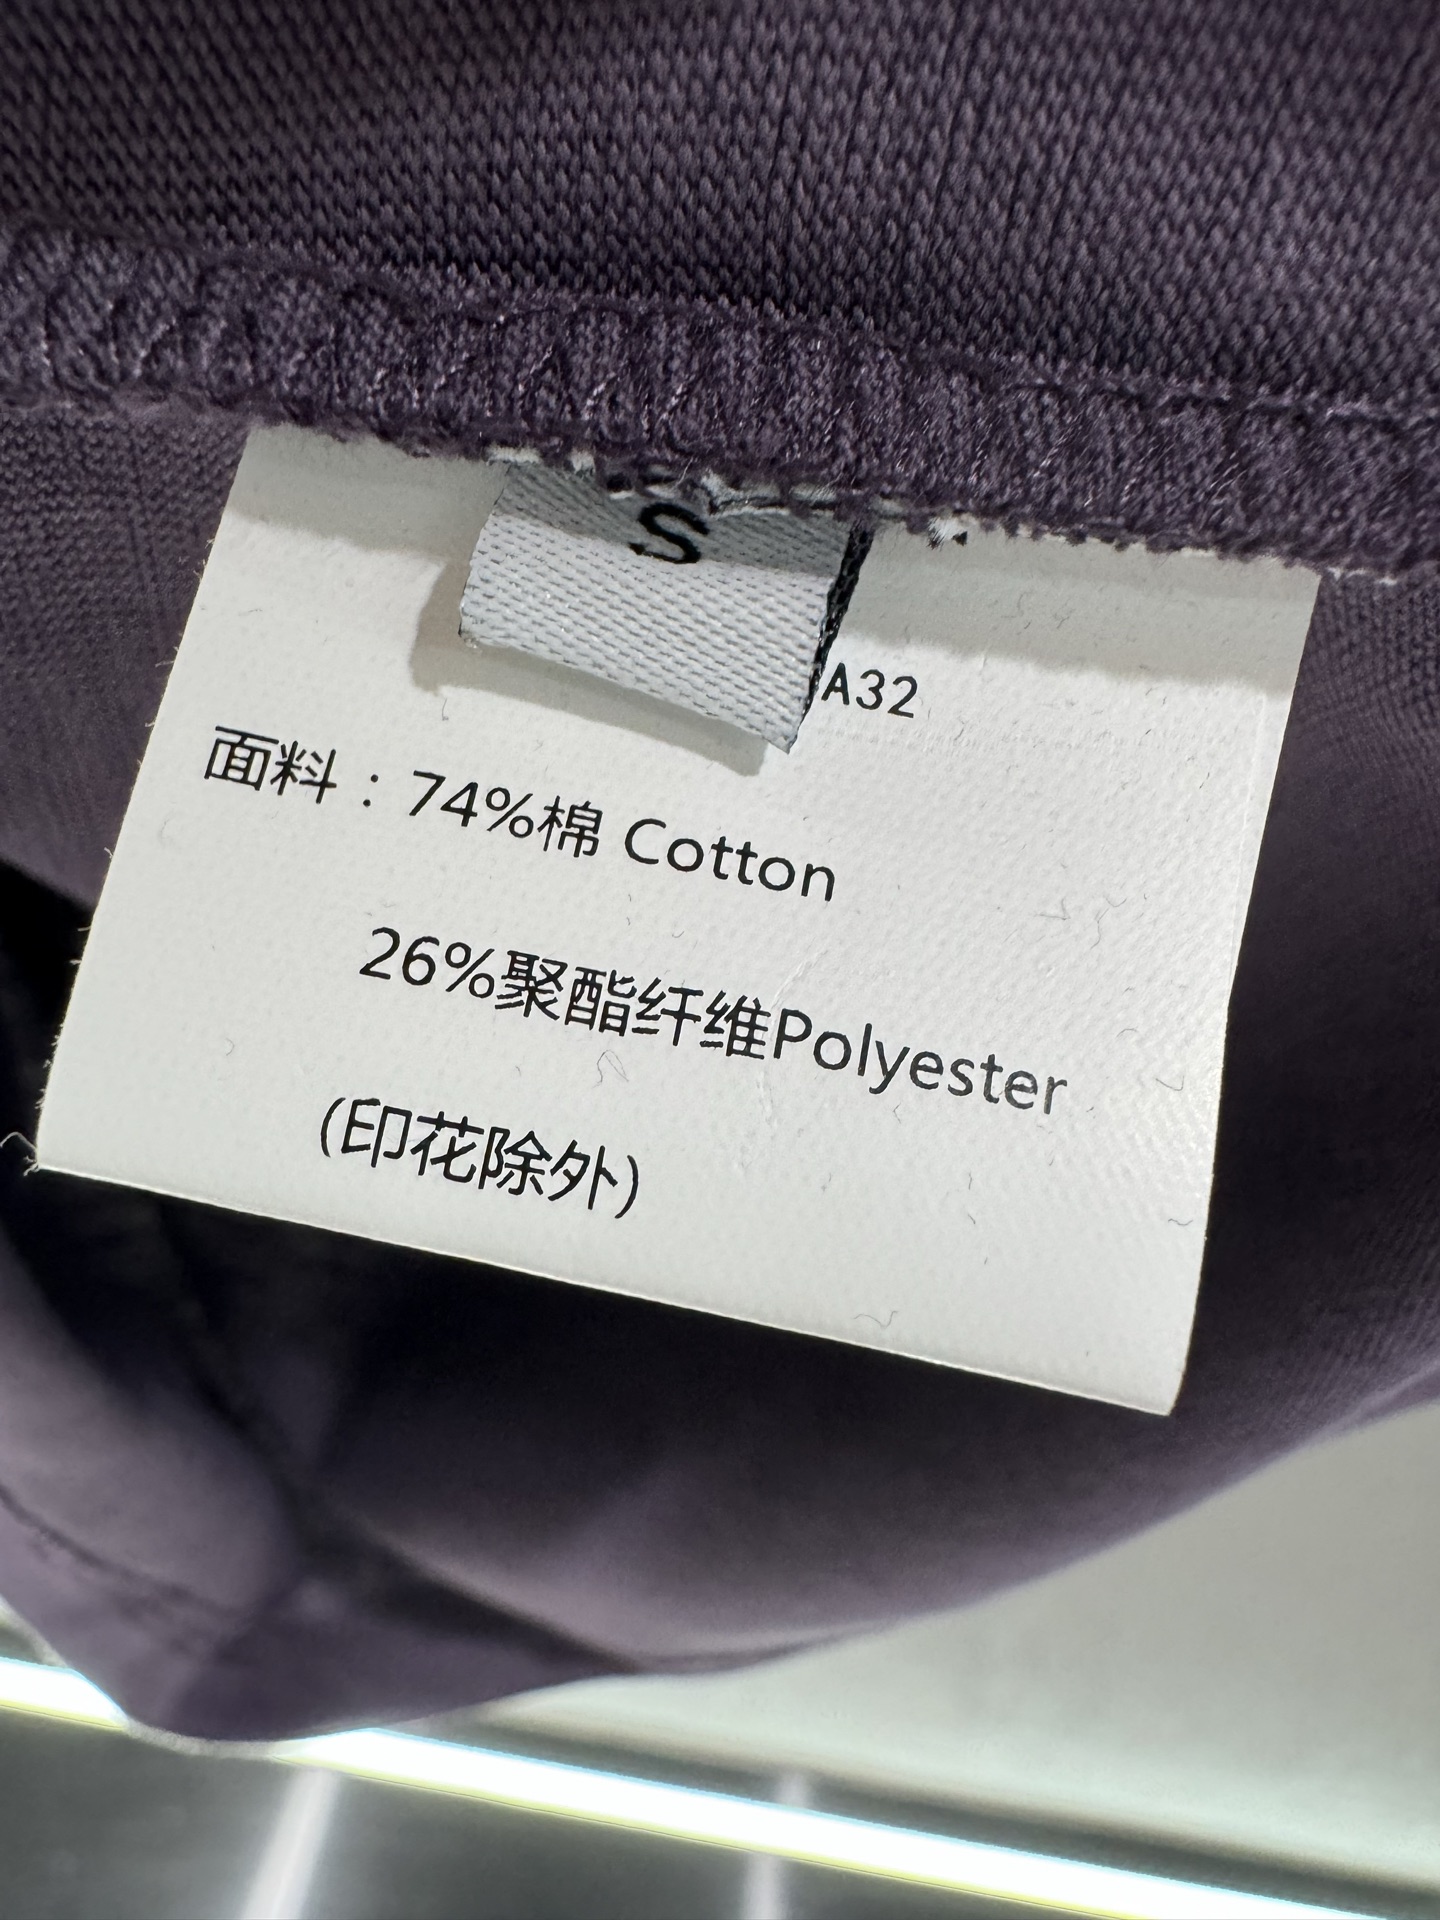 S
A32
面料：74%棉 Cotton
26%聚酯纤维Polyester
(印花除外)